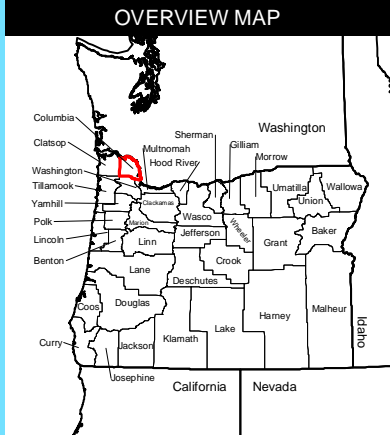 OVERVIEW MAP
Columbia
Clatsop
Washington
Tillamook
Yamhill
Polk
Lincoln
Benton
Multnomah
Hood River
Sherman
Washington
Gilliam
Morrow
Umatilla
Wallowa
Union
Clackamas
Marion
Wasco
Wheeler
Baker
Jefferson
Linn
Grant
Crook
Lane
Deschutes
Coos
Douglas
Malheur
Harney
Lake
Klamath
Idaho
Curry
Jackson
Josephine
California
Nevada